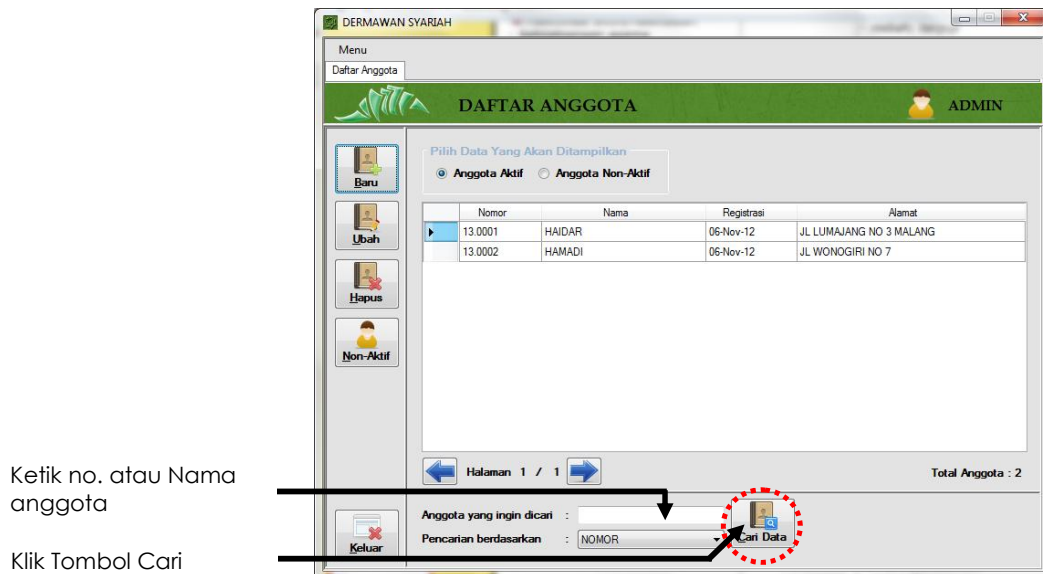 DERMAWAN SYARIAH
Menu
Daftar Anggota
DAFTAR ANGGOTA
ADMIN
Pilih Data Yang Akan Ditampilkan
Anggota Aktif Anggota Non-Aktif
Baru
Ubah
Hapus
Non-Aktif
Nomor Nama Registrasi Alamat
13.0001 HAIDAR 06-Nov-12 JL LUMAJANG NO 3 MALANG
13.0002 HAMADI 06-Nov-12 JL WONOGIRI NO 7
Halaman 1 / 1
Total Anggota : 2
Ketik no. atau Nama
anggota
Klik Tombol Cari
Keluar
Anggota yang ingin dicari :
Pencarian berdasarkan : NOMOR
Cari Data